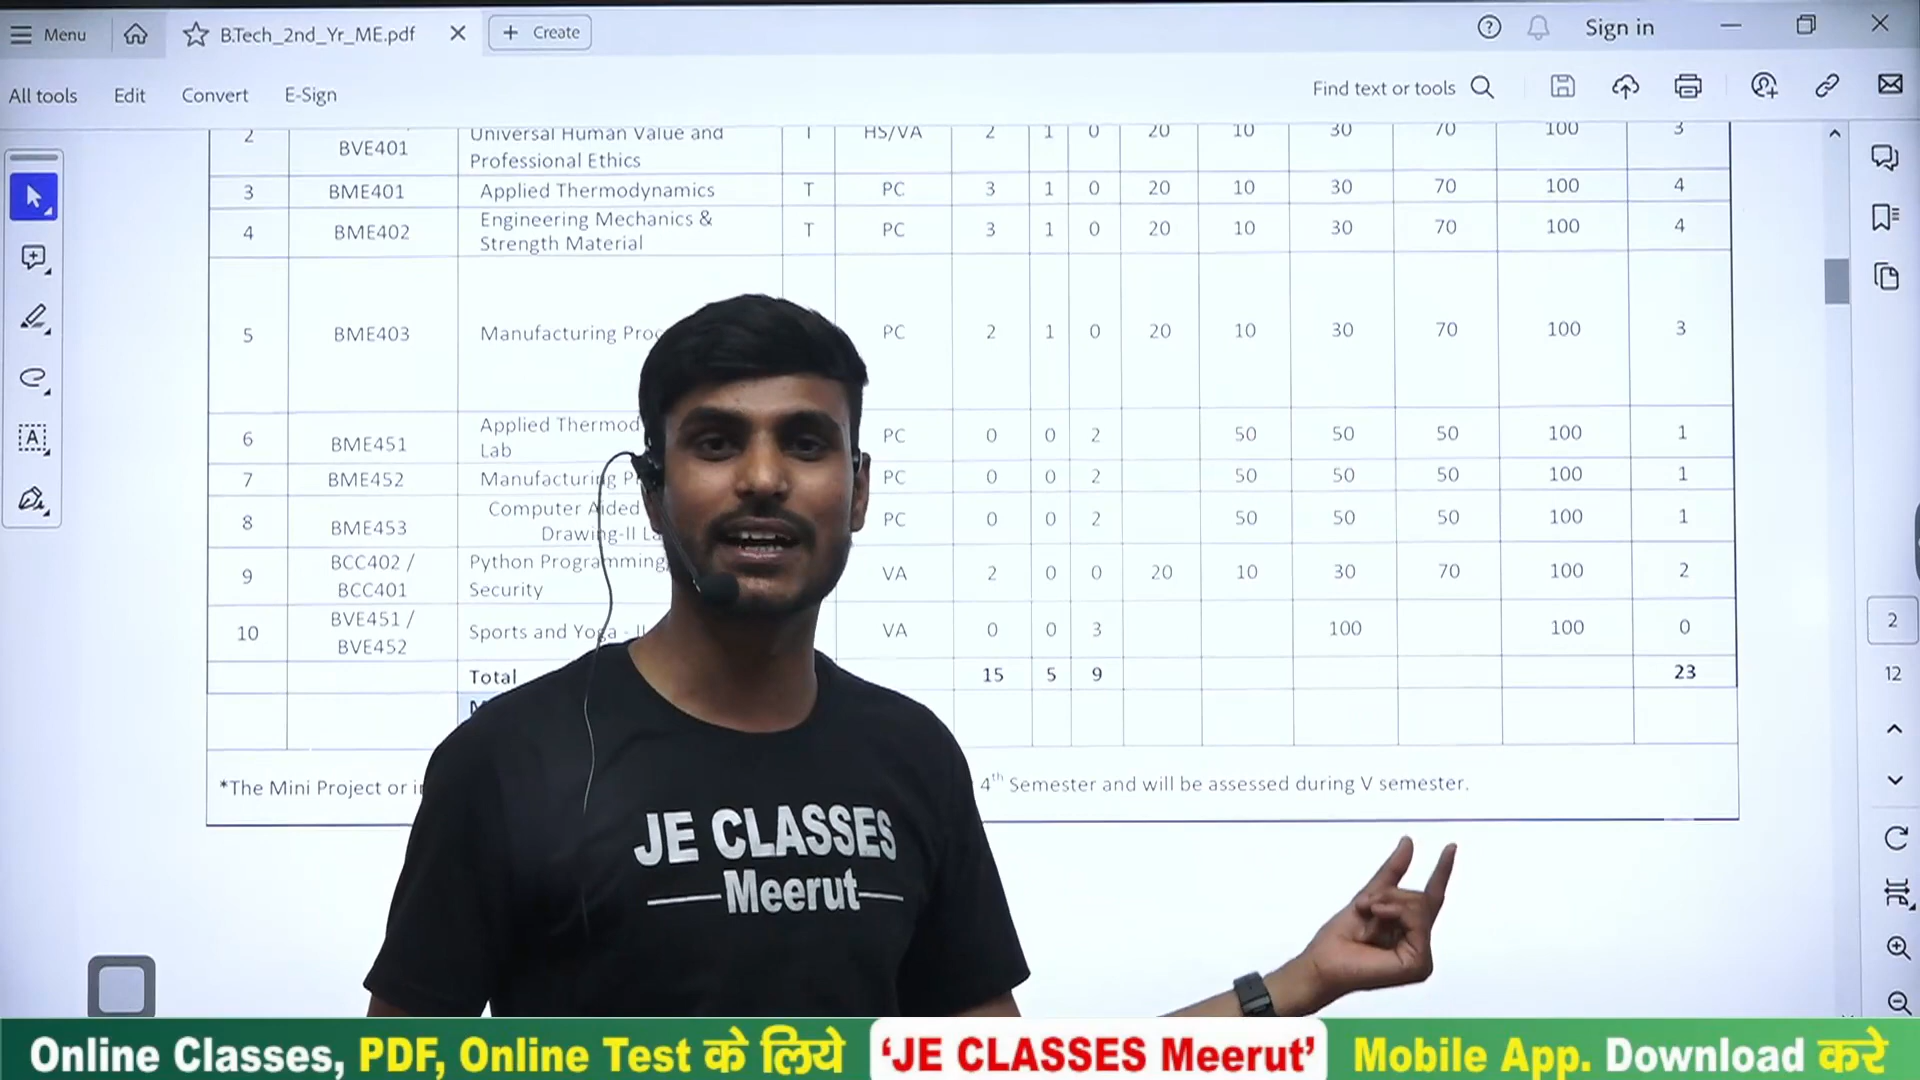 Menu B.Tech_2nd_Yr_ME.pdf Create Sign in
All tools Edit Convert E-Sign Find text or tools
2 BVE401 Universal Human Value and Professional Ethics T HS/VA 2 1 0 20 10 30 70 100 3
3 BME401 Applied Thermodynamics T PC 3 1 0 20 10 30 70 100 4
4 BME402 Engineering Mechanics & Strength Material T PC 3 1 0 20 10 30 70 100 4
5 BME403 Manufacturing PC 2 1 0 20 10 30 70 100 3
6 BME451 Applied Lab PC 0 0 2 50 50 50 100 1
7 BME452 Manufacturing PC 0 0 2 50 50 50 100 1
8 BME453 Computer Aided Drawing-II PC 0 0 2 50 50 50 100 1
9 BCC402 / BCC401 Python Programming Security VA 2 0 0 20 10 30 70 100 2
10 BVE451 / BVE452 Sports and Yoga - II VA 0 0 3 100 100 0
Total 15 5 9 23
*The Mini Project or 4th Semester and will be assessed during V semester.
2
12
JE CLASSES
Meerut
Online Classes, PDF, Online Test के लिये ‘JE CLASSES Meerut’ Mobile App. Download करे